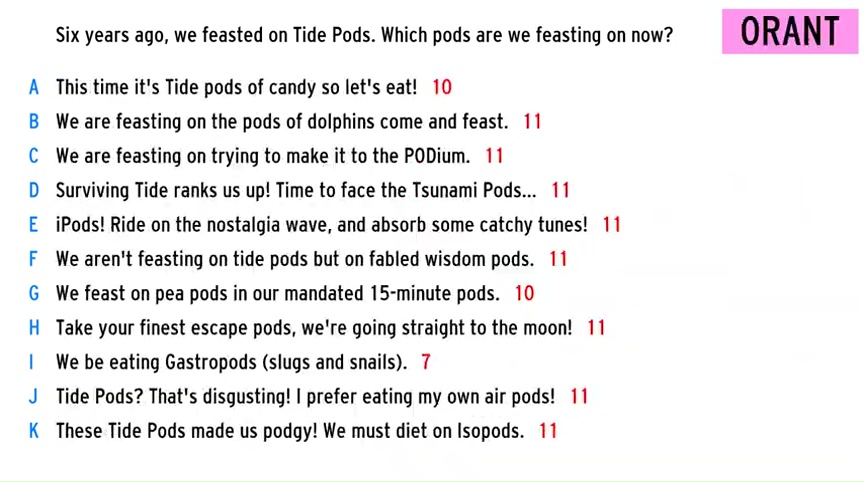 Six years ago, we feasted on Tide Pods. Which pods are we feasting on now?
ORANT
A This time it's Tide pods of candy so let's eat! 10
B We are feasting on the pods of dolphins come and feast. 11
C We are feasting on trying to make it to the PODium. 11
D Surviving Tide ranks us up! Time to face the Tsunami Pods... 11
E iPods! Ride on the nostalgia wave, and absorb some catchy tunes! 11
F We aren't feasting on tide pods but on fabled wisdom pods. 11
G We feast on pea pods in our mandated 15-minute pods. 10
H Take your finest escape pods, we're going straight to the moon! 11
I We be eating Gastropods (slugs and snails). 7
J Tide Pods? That's disgusting! I prefer eating my own air pods! 11
K These Tide Pods made us podgy! We must diet on Isopods. 11